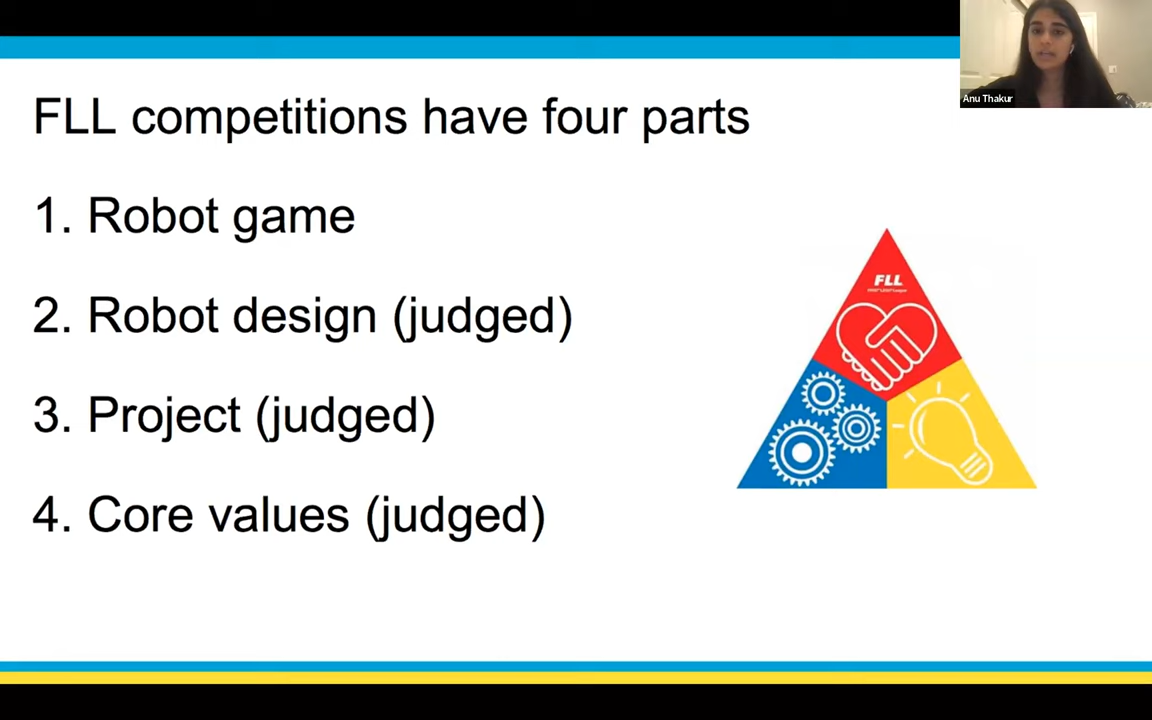 Anu Thakur
FLL competitions have four parts
1. Robot game
2. Robot design (judged)
3. Project (judged)
4. Core values (judged)
FLL